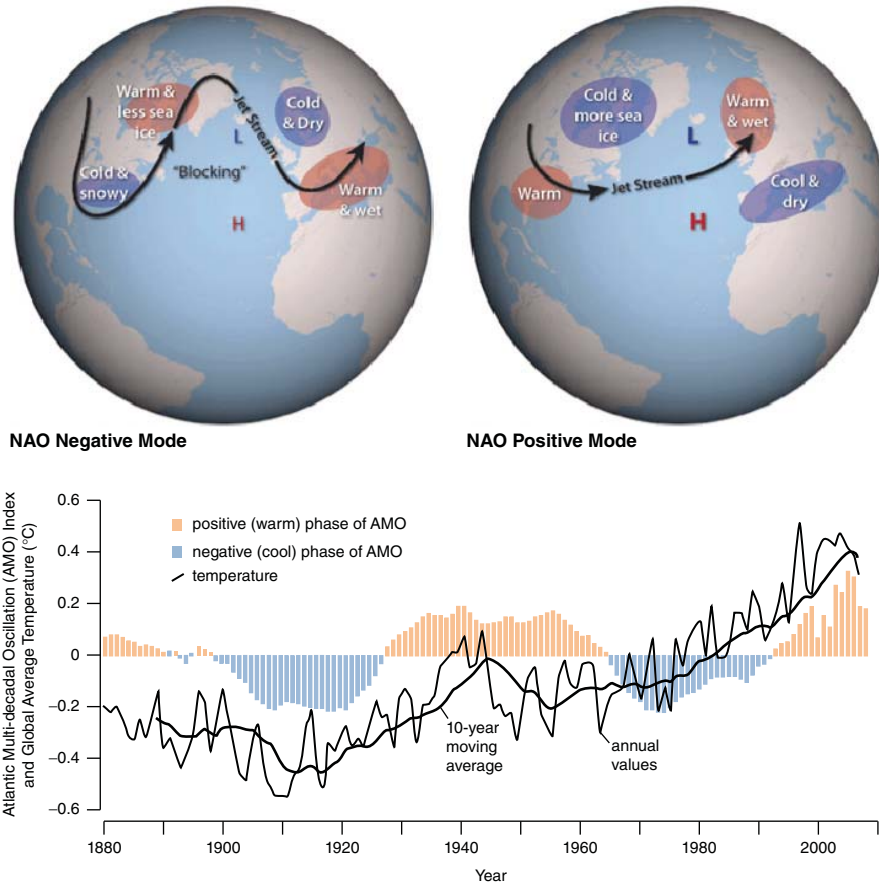 Warm &
less sea
ice
Cold &
snowy
"Blocking"
Jet Stream
L
H
Cold
& Dry
Warm
& wet
NAO Negative Mode
Cold &
more sea
ice
Warm
& wet
L
Warm
Jet Stream
Cool &
dry
H
NAO Positive Mode
Atlantic Multi-decadal Oscillation (AMO) Index
and Global Average Temperature (°C)
0.6
0.4
0.2
0
–0.2
–0.4
–0.6
positive (warm) phase of AMO
negative (cool) phase of AMO
temperature
10-year
moving
average
annual
values
1880
1900
1920
1940
1960
1980
2000
Year